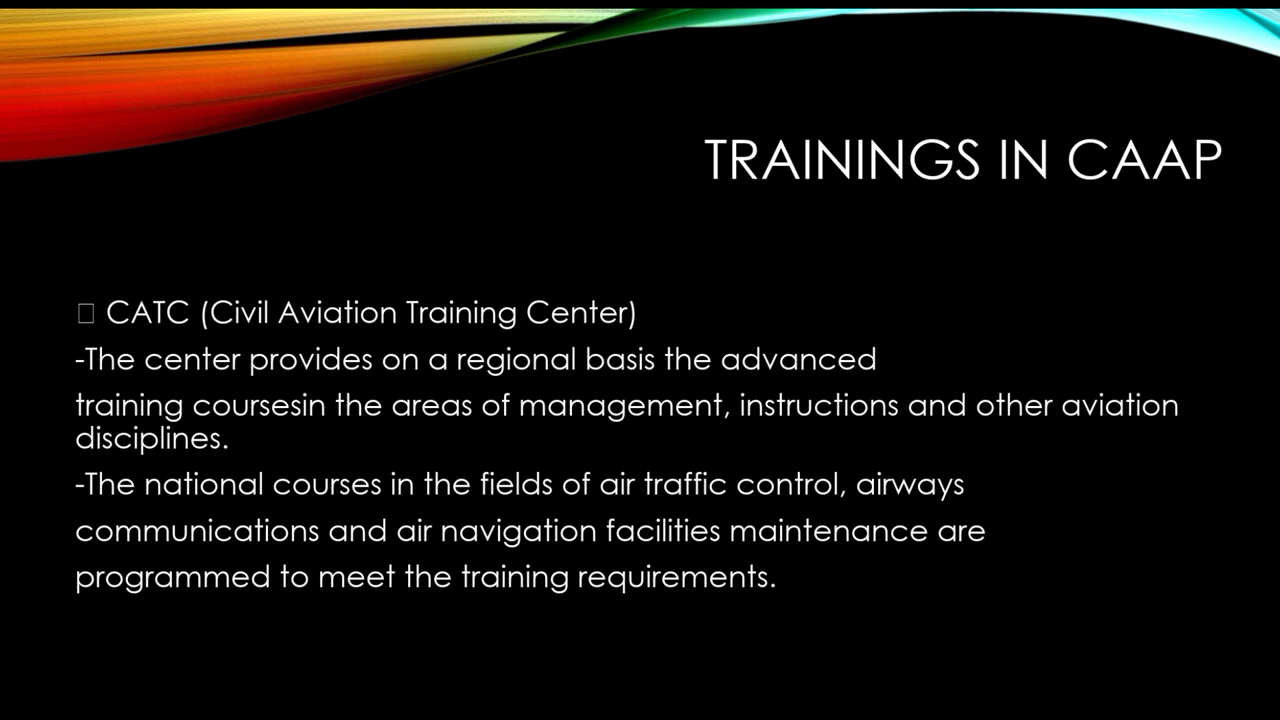 TRAININGS IN CAAP
 CATC (Civil Aviation Training Center)
-The center provides on a regional basis the advanced
training coursesin the areas of management, instructions and other aviation
disciplines.
-The national courses in the fields of air traffic control, airways
communications and air navigation facilities maintenance are
programmed to meet the training requirements.